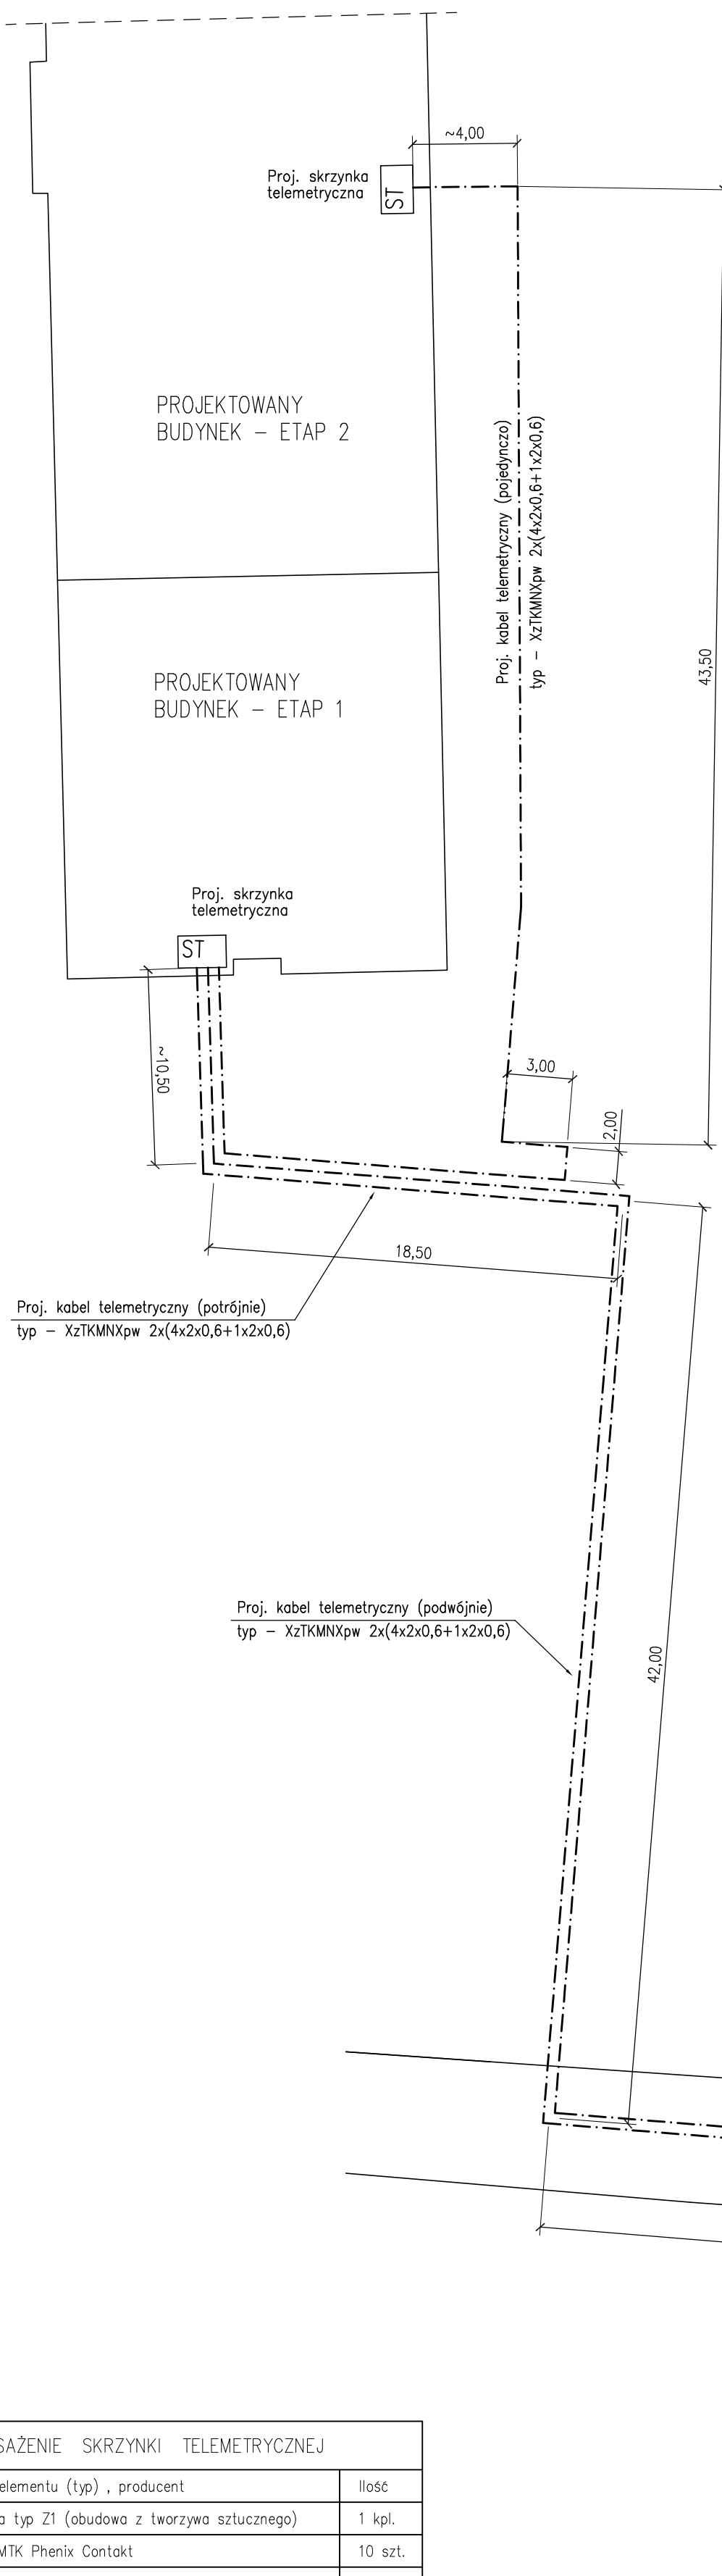 ~4,00
Proj. skrzynka
telemetryczna
ST
PROJEKTOWANY
BUDYNEK – ETAP 2
Proj. kabel telemetryczny (pojedynczo)
typ – XzTKMNXpw 2x(4x2x0,6+1x2x0,6)
43,50
PROJEKTOWANY
BUDYNEK – ETAP 1
Proj. skrzynka
telemetryczna
ST
~10,50
3,00
2,00
18,50
Proj. kabel telemetryczny (potrójnie)
typ – XzTKMNXpw 2x(4x2x0,6+1x2x0,6)
Proj. kabel telemetryczny (podwójnie)
typ – XzTKMNXpw 2x(4x2x0,6+1x2x0,6)
42,00
SAŻENIE SKRZYNKI TELEMETRYCZNEJ
elementu (typ) , producent Ilość
a typ Z1 (obudowa z tworzywa sztucznego) 1 kpl.
MTK Phenix Contakt 10 szt.